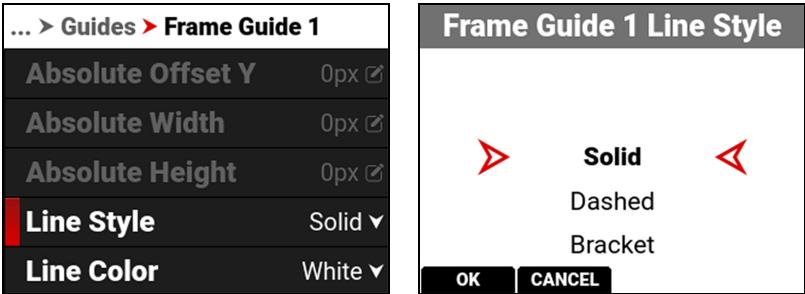 ... > Guides > Frame Guide 1
Absolute Offset Y 0px
Absolute Width 0px
Absolute Height 0px
Line Style Solid
Line Color White
Frame Guide 1 Line Style
Solid
Dashed
Bracket
OK CANCEL